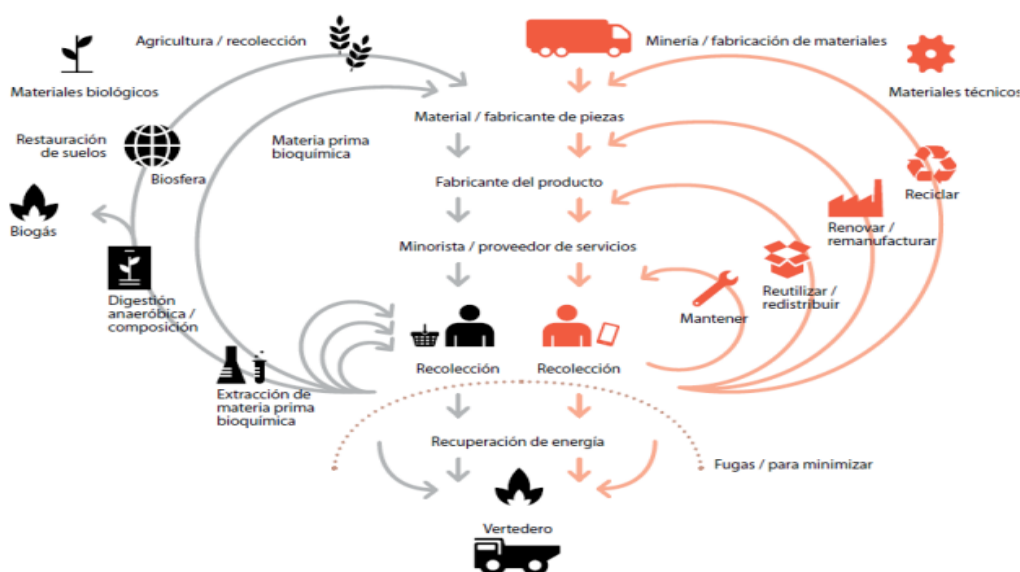 Agricultura / recolección
Minería / fabricación de materiales
Materiales biológicos
Materiales técnicos
Material / fabricante de piezas
Restauración
de suelos
Materia prima
bioquímica
Biosfera
Fabricante del producto
Reciclar
Biogás
Renovar /
remanufacturar
Minorista / proveedor de servicios
Digestión
anaeróbica /
composición
Reutilizar /
redistribuir
Mantener
Recolección
Recolección
Extracción de
materia prima
bioquímica
Recuperación de energía
Fugas / para minimizar
Vertedero